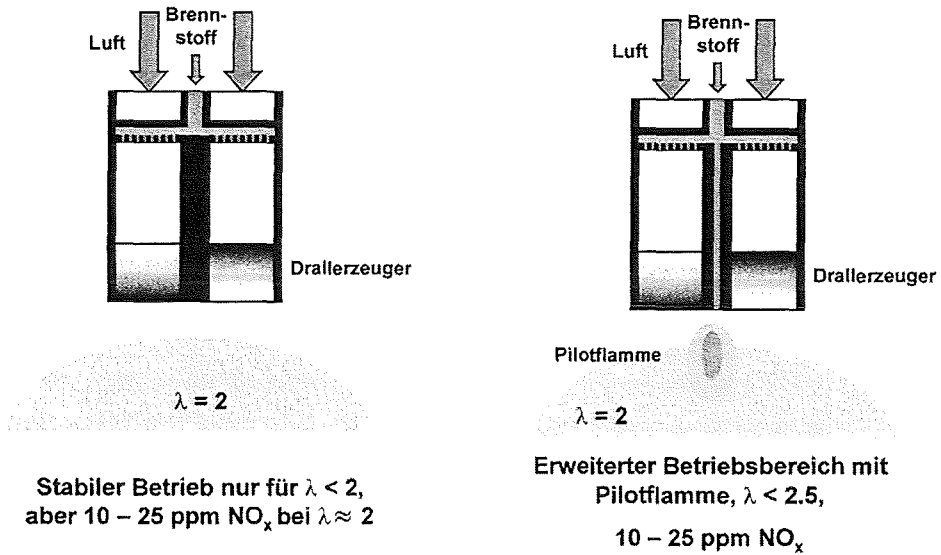 Luft
Brenn-
stoff
Drallerzeuger
λ = 2
Stabiler Betrieb nur für λ < 2,
aber 10 – 25 ppm NOₓ bei λ ≈ 2
Luft
Brenn-
stoff
Drallerzeuger
Pilotflamme
λ = 2
Erweiterter Betriebsbereich mit
Pilotflamme, λ < 2.5,
10 – 25 ppm NOₓ